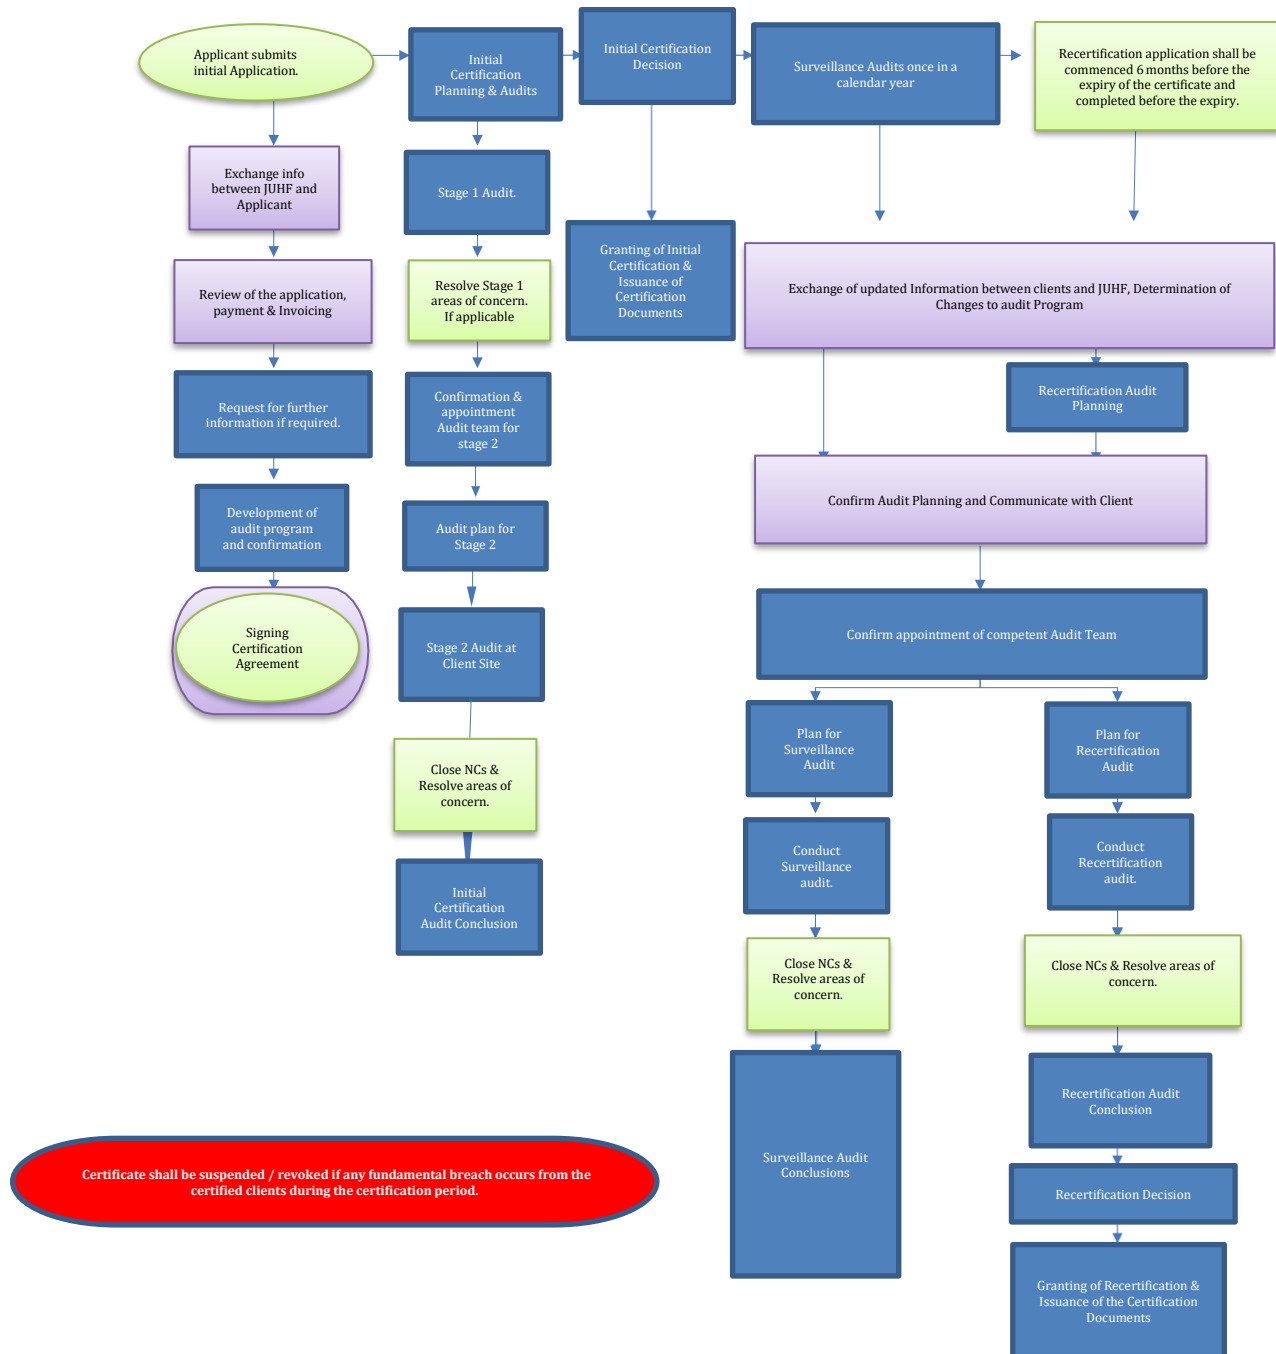 Applicant submits
initial Application.
Exchange info
between JUHF and
Applicant
Review of the application,
payment & Invoicing
Request for further
information if required.
Development of
audit program
and confirmation
Signing
Certification
Agreement
Initial
Certification
Planning & Audits
Stage 1 Audit.
Resolve Stage 1
areas of concern.
If applicable
Confirmation &
appointment
Audit team for
stage 2
Audit plan for
Stage 2
Stage 2 Audit at
Client Site
Close NCs &
Resolve areas of
concern.
Initial
Certification
Audit Conclusion
Initial Certification
Decision
Granting of Initial
Certification &
Issuance of
Certification
Documents
Surveillance Audits once in a
calendar year
Recertification application shall be
commenced 6 months before the
expiry of the certificate and
completed before the expiry.
Exchange of updated Information between clients and JUHF, Determination of
Changes to audit Program
Recertification Audit
Planning
Confirm Audit Planning and Communicate with Client
Confirm appointment of competent Audit Team
Plan for
Surveillance
Audit
Conduct
Surveillance
audit.
Close NCs &
Resolve areas of
concern.
Surveillance Audit
Conclusions
Plan for
Recertification
Audit
Conduct
Recertification
audit.
Close NCs & Resolve areas of
concern.
Recertification Audit
Conclusion
Recertification Decision
Granting of Recertification &
Issuance of the Certification
Documents
Certificate shall be suspended / revoked if any fundamental breach occurs from the
certified clients during the certification period.